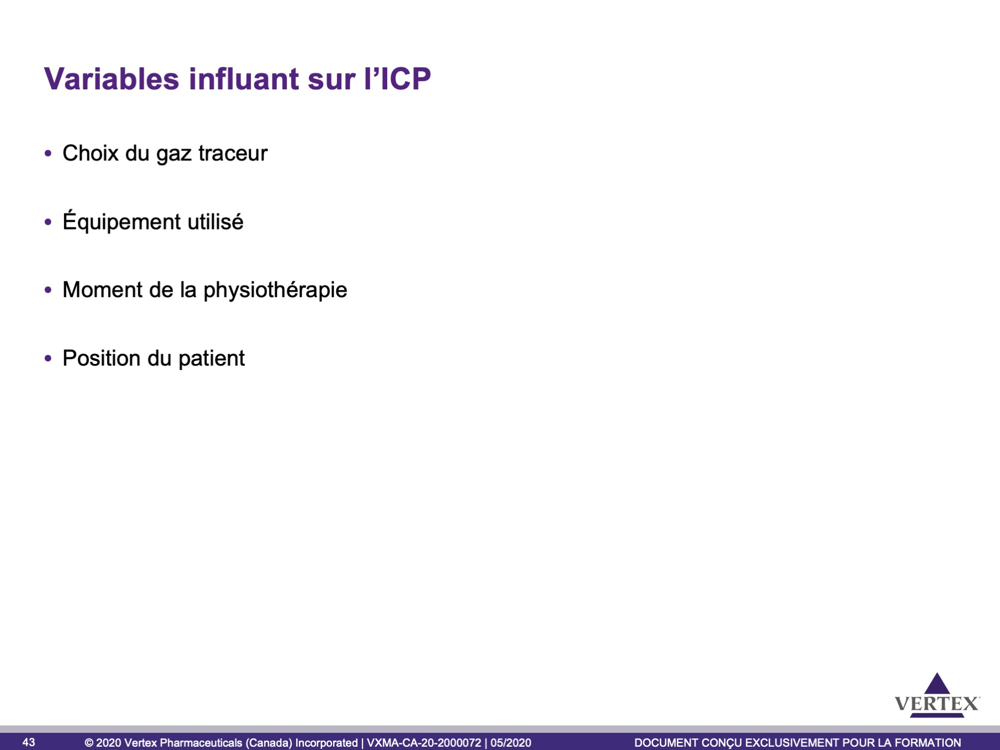 Variables influant sur l’ICP
• Choix du gaz traceur
• Équipement utilisé
• Moment de la physiothérapie
• Position du patient
VERTEX
43 © 2020 Vertex Pharmaceuticals (Canada) Incorporated | VXMA-CA-20-2000072 | 05/2020 DOCUMENT CONÇU EXCLUSIVEMENT POUR LA FORMATION